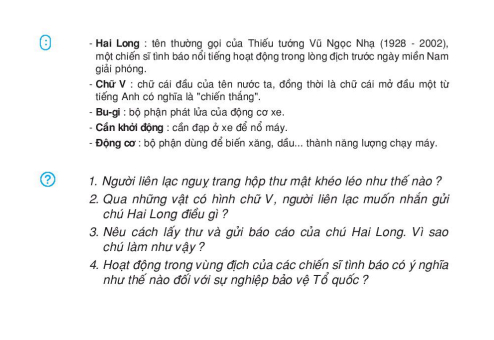 - Hai Long : tên thường gọi của Thiếu tướng Vũ Ngọc Nhạ (1928 - 2002),
một chiến sĩ tình báo nổi tiếng hoạt động trong lòng địch trước ngày miền Nam
giải phóng.
- Chữ V : chữ cái đầu của tên nước ta, đồng thời là chữ cái mở đầu một từ
tiếng Anh có nghĩa là "chiến thắng".
- Bu-gi : bộ phận phát lửa của động cơ xe.
- Cần khởi động : cần đạp ở xe để nổ máy.
- Động cơ : bộ phận dùng để biến xăng, dầu... thành năng lượng chạy máy.
1. Người liên lạc nguỵ trang hộp thư mật khéo léo như thế nào ?
2. Qua những vật có hình chữ V, người liên lạc muốn nhắn gửi
chú Hai Long điều gì ?
3. Nêu cách lấy thư và gửi báo cáo của chú Hai Long. Vì sao
chú làm như vậy ?
4. Hoạt động trong vùng địch của các chiến sĩ tình báo có ý nghĩa
như thế nào đối với sự nghiệp bảo vệ Tổ quốc ?